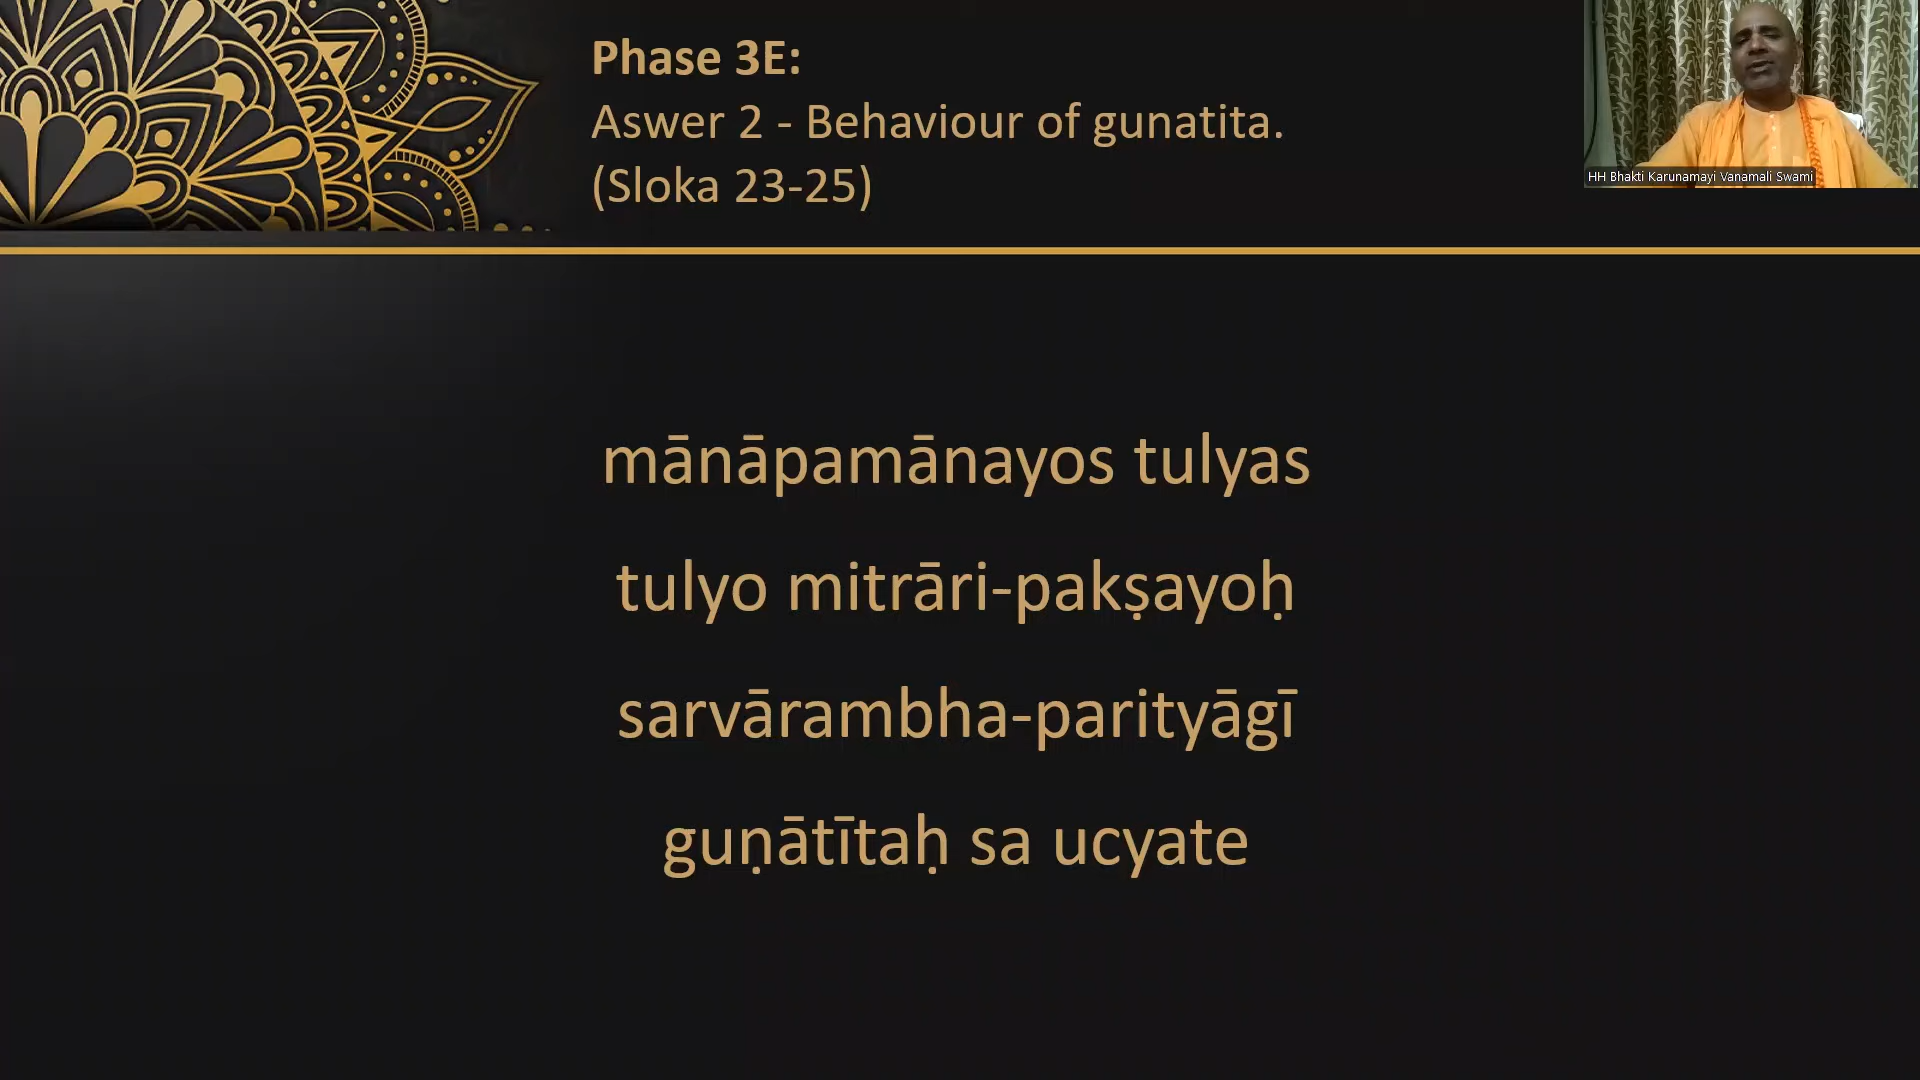 Phase 3E:
Aswer 2 - Behaviour of gunatita.
(Sloka 23-25)
HH Bhakti Karunamayi Vanamali Swami
mānāpamānayos tulyas
tulyo mitrāri-pakṣayoḥ
sarvārambha-parityāgī
guṇātītaḥ sa ucyate